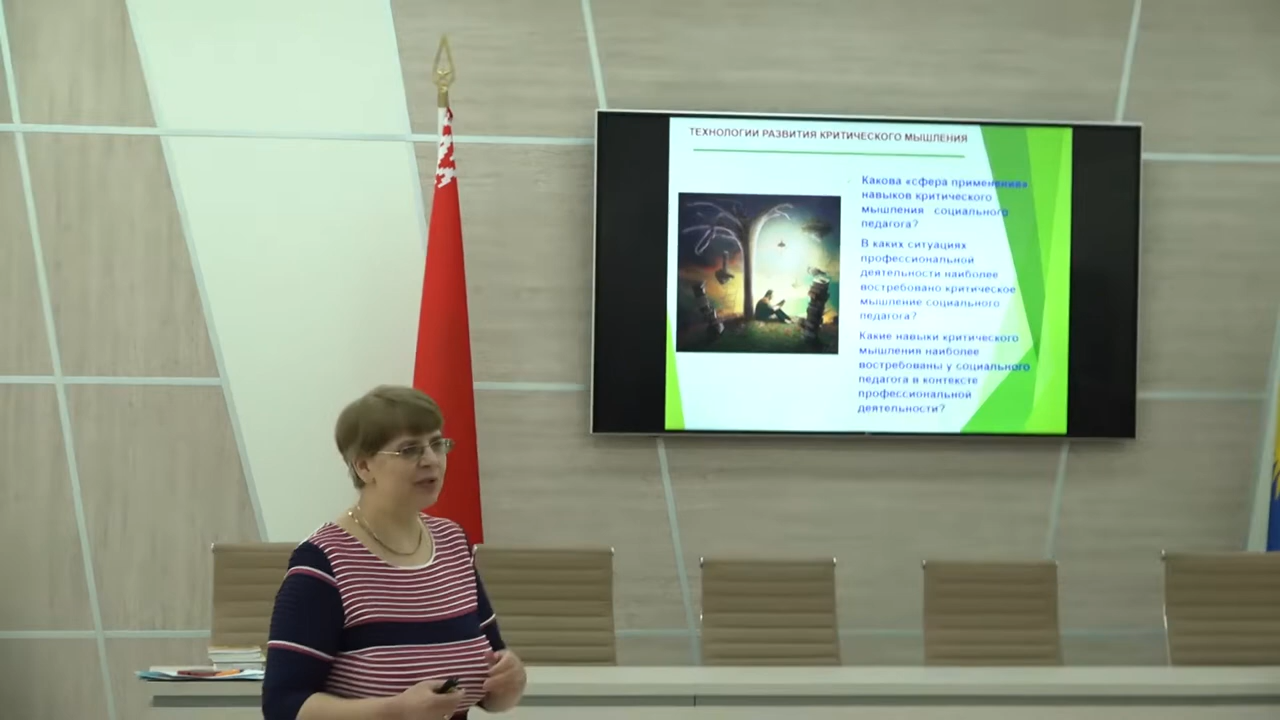 ТЕХНОЛОГИИ РАЗВИТИЯ КРИТИЧЕСКОГО МЫШЛЕНИЯ
Какова «сфера применения»
навыков критического
мышления социального
педагога?
В каких ситуациях
профессиональной
деятельности наиболее
востребовано критическое
мышление социального
педагога?
Какие навыки критического
мышления наиболее
востребованы у социального
педагога в контексте
профессиональной
деятельности?